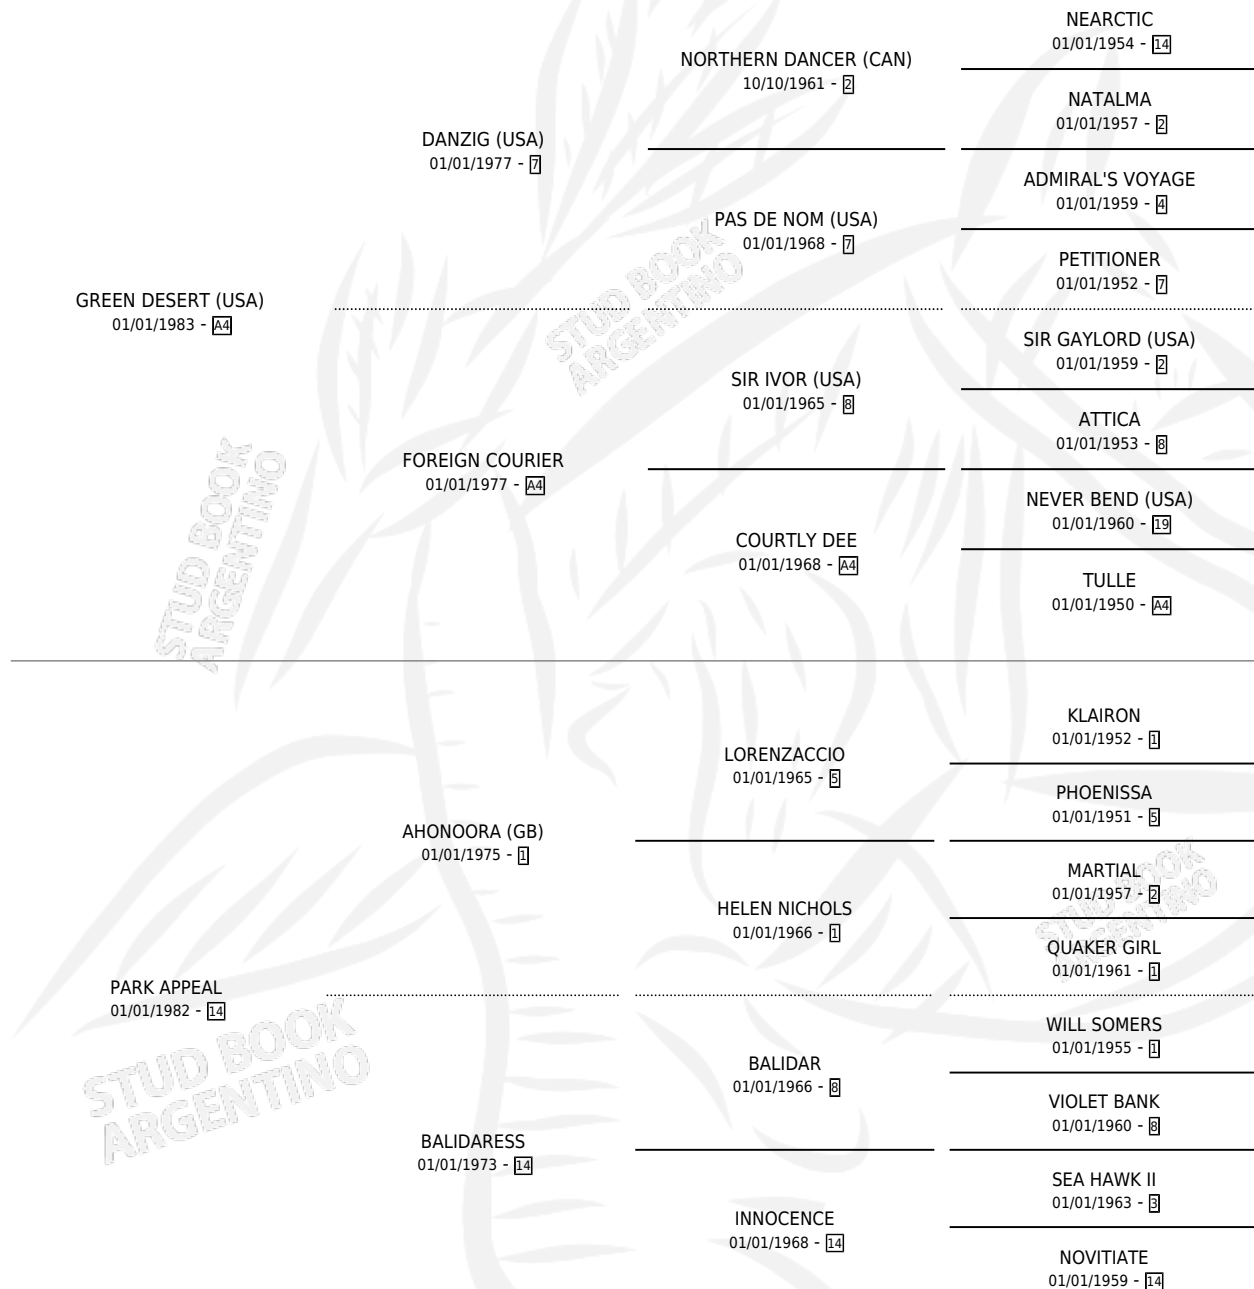 NEARCTIC
01/01/1954 - 14
NORTHERN DANCER (CAN)
10/10/1961 - 2
NATALMA
01/01/1957 - 2
DANZIG (USA)
01/01/1977 - 7
ADMIRAL'S VOYAGE
01/01/1959 - 4
PAS DE NOM (USA)
01/01/1968 - 7
PETITIONER
01/01/1952 - 7
GREEN DESERT (USA)
01/01/1983 - A4
SIR GAYLORD (USA)
01/01/1959 - 2
SIR IVOR (USA)
01/01/1965 - 8
ATTICA
01/01/1953 - 8
FOREIGN COURIER
01/01/1977 - A4
NEVER BEND (USA)
01/01/1960 - 19
COURTLY DEE
01/01/1968 - A4
TULLE
01/01/1950 - A4
KLAIRON
01/01/1952 - 1
LORENZACCIO
01/01/1965 - 5
PHOENISSA
01/01/1951 - 5
AHONOORA (GB)
01/01/1975 - 1
MARTIAL
01/01/1957 - 2
HELEN NICHOLS
01/01/1966 - 1
QUAKER GIRL
01/01/1961 - 1
PARK APPEAL
01/01/1982 - 14
WILL SOMERS
01/01/1955 - 1
BALIDAR
01/01/1966 - 8
VIOLET BANK
01/01/1960 - 8
BALIDARESS
01/01/1973 - 14
SEA HAWK II
01/01/1963 - 3
INNOCENCE
01/01/1968 - 14
NOVITIATE
01/01/1959 - 14
STUD BOOK
ARGENTINO
STUD BOOK
ARGENTINO
STUD BOOK
ARGENTINO
STUD BOOK
ARGENTINO